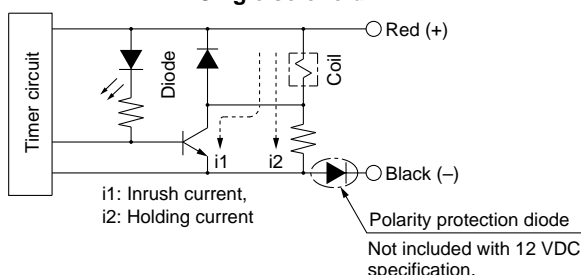 Red (+)
Timer circuit
Diode
Coil
i1
i2
Black (–)
i1: Inrush current,
i2: Holding current
Polarity protection diode
Not included with 12 VDC
specification.